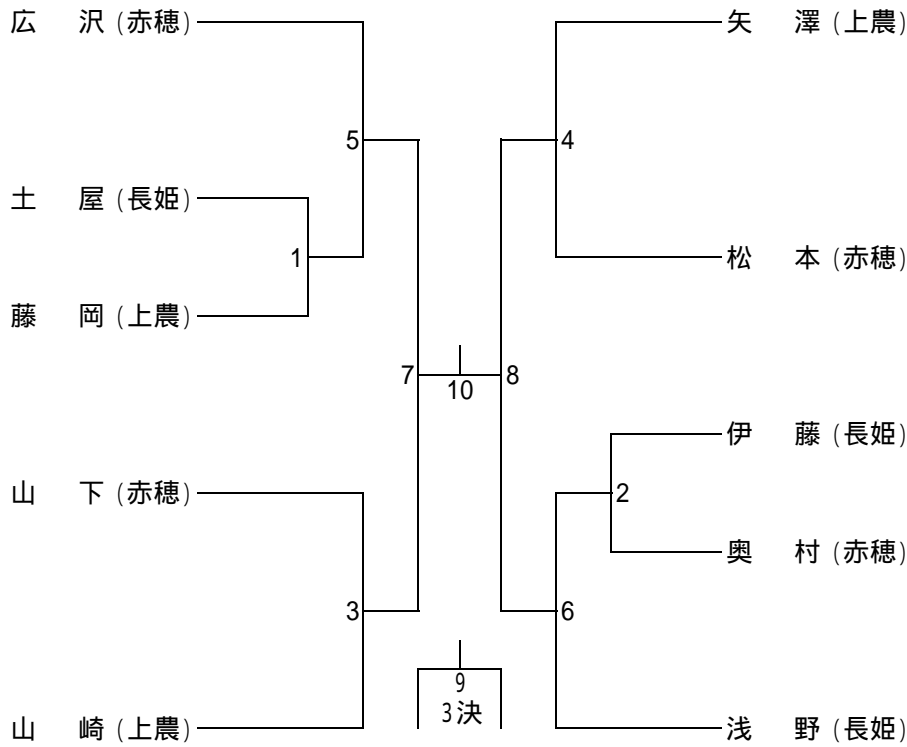 広 沢 (赤穂)
矢 澤 (上農)
5
4
土 屋 (長姫)
1
松 本 (赤穂)
藤 岡 (上農)
7
10
8
伊 藤 (長姫)
山 下 (赤穂)
2
奥 村 (赤穂)
3
6
9
3決
山 崎 (上農)
浅 野 (長姫)